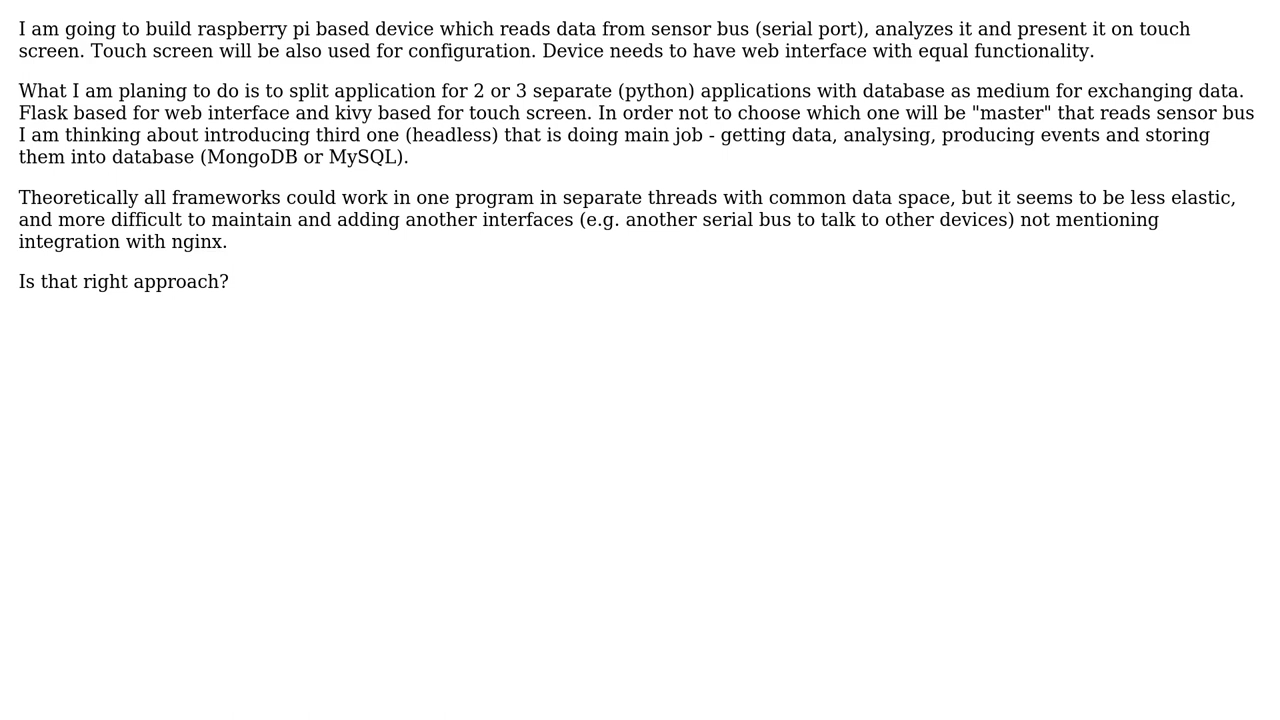 I am going to build raspberry pi based device which reads data from sensor bus (serial port), analyzes it and present it on touch
screen. Touch screen will be also used for configuration. Device needs to have web interface with equal functionality.
What I am planing to do is to split application for 2 or 3 separate (python) applications with database as medium for exchanging data.
Flask based for web interface and kivy based for touch screen. In order not to choose which one will be "master" that reads sensor bus
I am thinking about introducing third one (headless) that is doing main job - getting data, analysing, producing events and storing
them into database (MongoDB or MySQL).
Theoretically all frameworks could work in one program in separate threads with common data space, but it seems to be less elastic,
and more difficult to maintain and adding another interfaces (e.g. another serial bus to talk to other devices) not mentioning
integration with nginx.
Is that right approach?